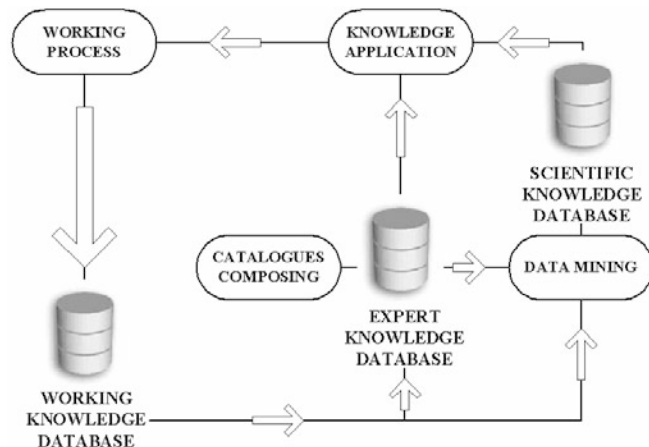 WORKING
PROCESS
KNOWLEDGE
APPLICATION
SCIENTIFIC
KNOWLEDGE
DATABASE
CATALOGUES
COMPOSING
DATA MINING
EXPERT
KNOWLEDGE
DATABASE
WORKING
KNOWLEDGE
DATABASE